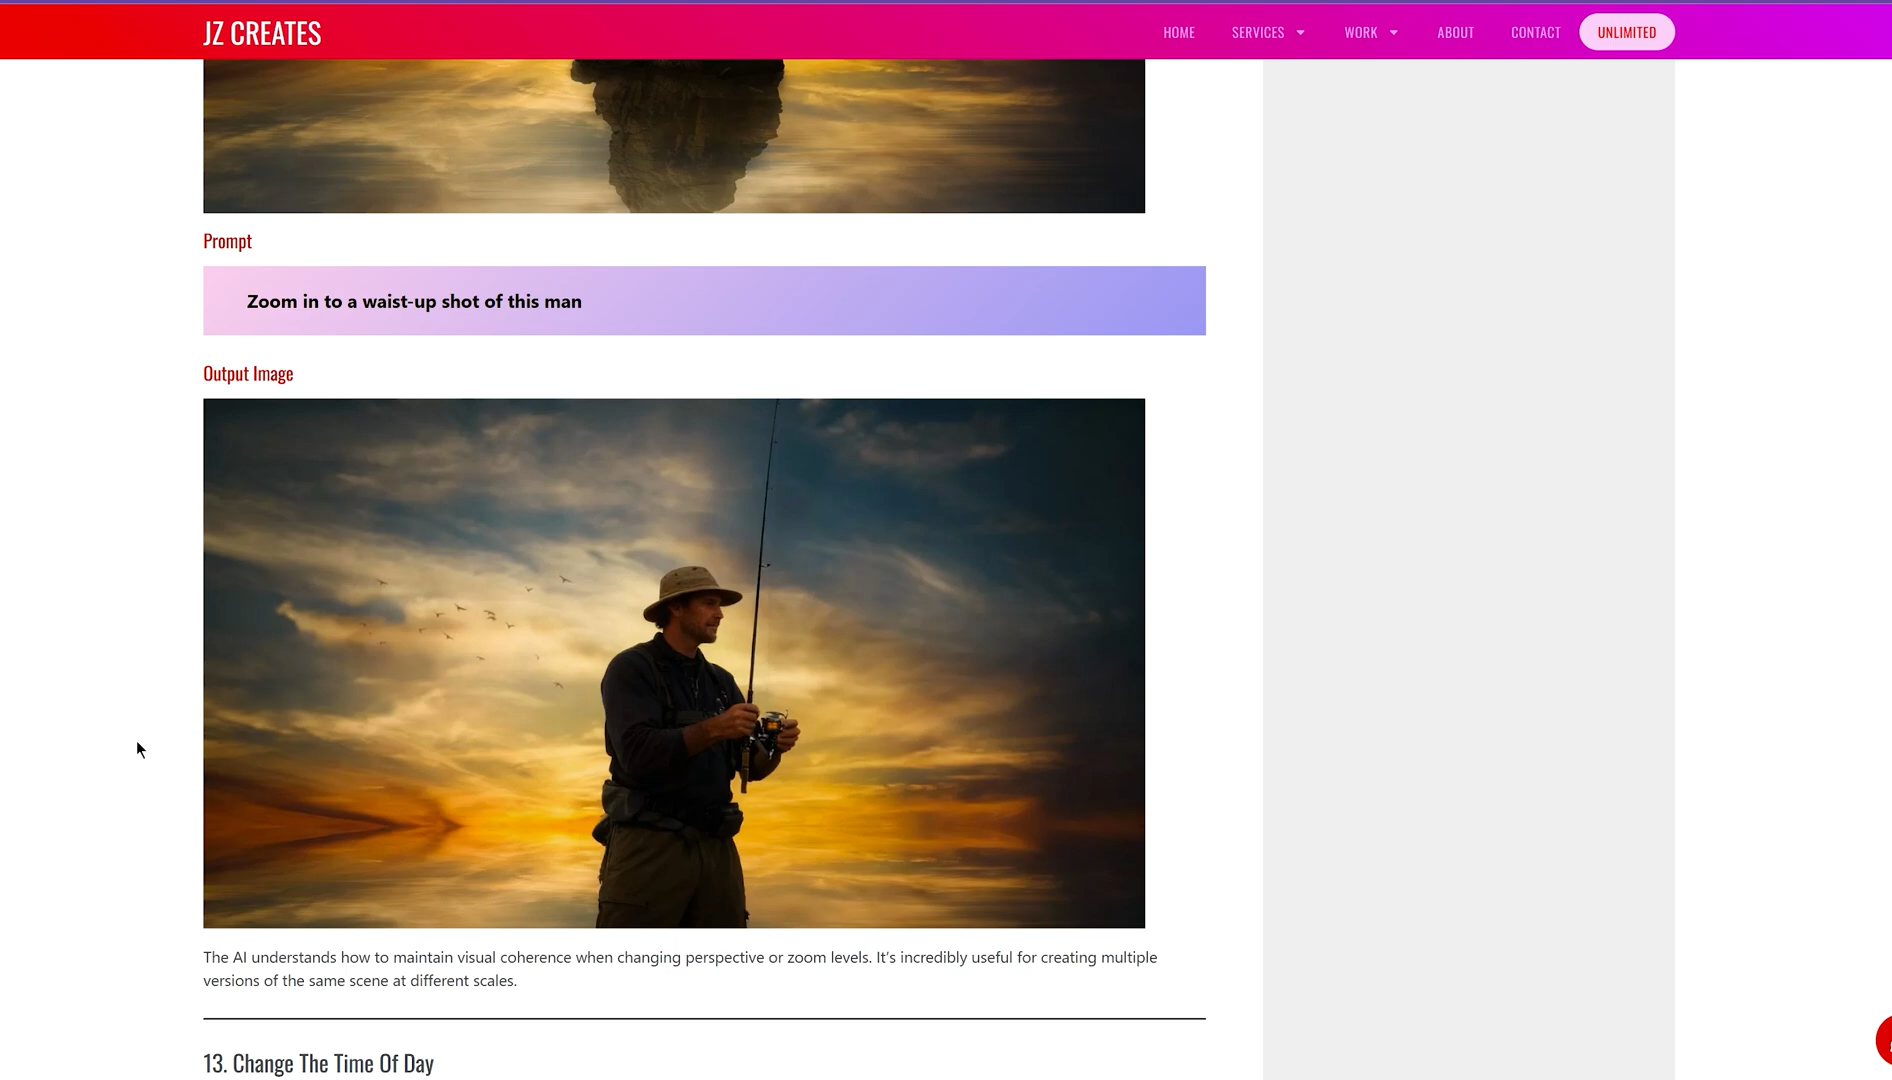 JZ CREATES
HOME
SERVICES
WORK
ABOUT
CONTACT
UNLIMITED
Prompt
Zoom in to a waist-up shot of this man
Output Image
The AI understands how to maintain visual coherence when changing perspective or zoom levels. It’s incredibly useful for creating multiple
versions of the same scene at different scales.
13. Change The Time Of Day